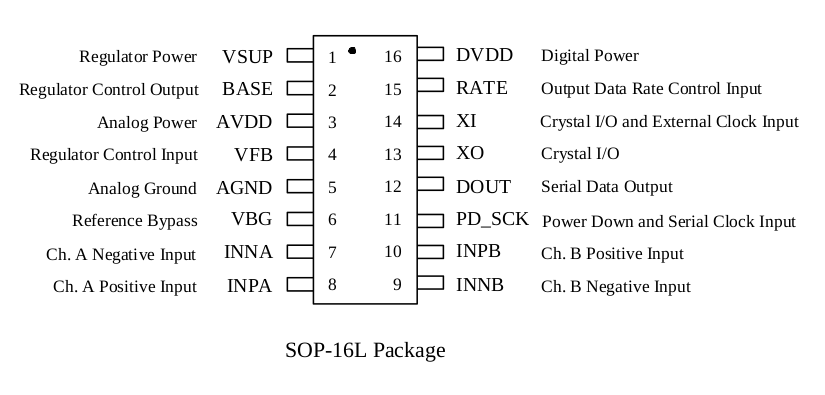 Regulator Power VSUP 1 16 DVDD Digital Power
Regulator Control Output BASE 2 15 RATE Output Data Rate Control Input
Analog Power AVDD 3 14 XI Crystal I/O and External Clock Input
Regulator Control Input VFB 4 13 XO Crystal I/O
Analog Ground AGND 5 12 DOUT Serial Data Output
Reference Bypass VBG 6 11 PD_SCK Power Down and Serial Clock Input
Ch. A Negative Input INNA 7 10 INPB Ch. B Positive Input
Ch. A Positive Input INPA 8 9 INNB Ch. B Negative Input
SOP-16L Package